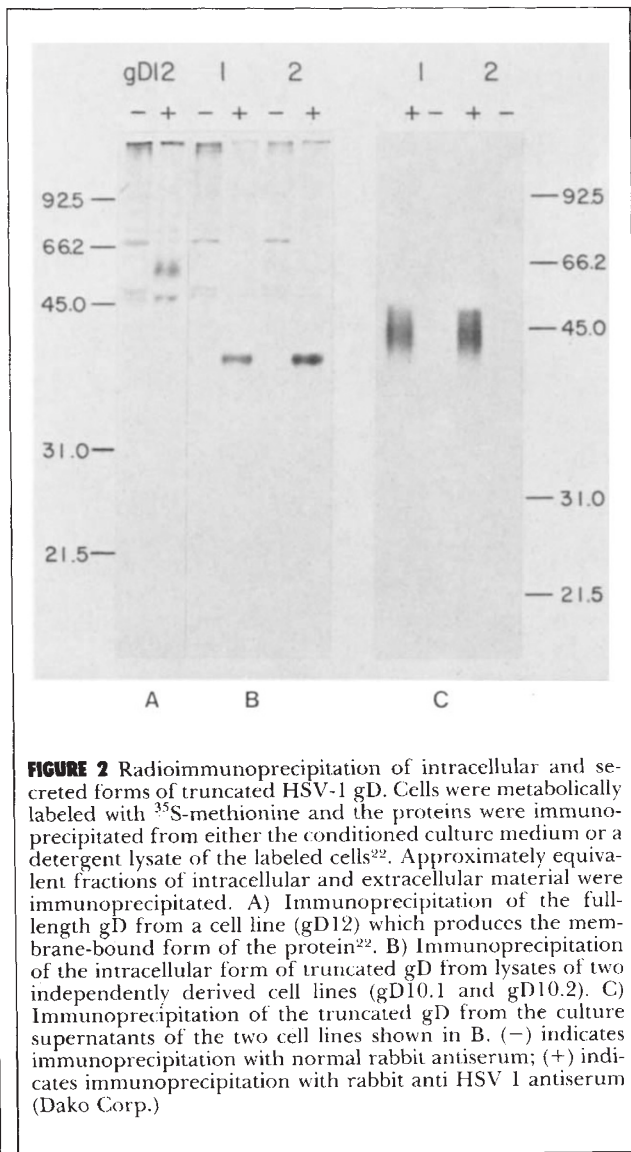 gD12 1 2 1 2
− + − + − + + − + −
92.5 — — 92.5
66.2 — — 66.2
45.0 — — 45.0
31.0 — — 31.0
21.5 — — 21.5
A B C
FIGURE 2 Radioimmunoprecipitation of intracellular and se-
creted forms of truncated HSV-1 gD. Cells were metabolically
labeled with ³⁵S-methionine and the proteins were immuno-
precipitated from either the conditioned culture medium or a
detergent lysate of the labeled cells²². Approximately equiva-
lent fractions of intracellular and extracellular material were
immunoprecipitated. A) Immunoprecipitation of the full-
length gD from a cell line (gD12) which produces the mem-
brane-bound form of the protein²². B) Immunoprecipitation
of the intracellular form of truncated gD from lysates of two
independently derived cell lines (gD10.1 and gD10.2). C)
Immunoprecipitation of the truncated gD from the culture
supernatants of the two cell lines shown in B. (−) indicates
immunoprecipitation with normal rabbit antiserum; (+) indi-
cates immunoprecipitation with rabbit anti HSV 1 antiserum
(Dako Corp.)